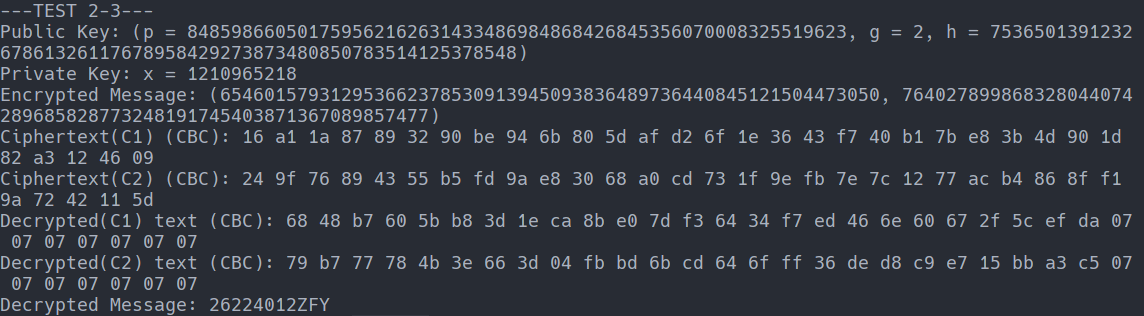 ---TEST 2-3---
Public Key: (p = 84859866050175956216263143348698486842684535607000832551962​3, g = 2, h = 7536501391232
6786132611767895842927387348085078351412537​8548)
Private Key: x = 1210965218
Encrypted Message: (654601579312953662378530913945093836489736440845121504473050, 7640278998683280440​74
289685828773248191745403871367089857477)
Ciphertext(C1) (CBC): 16 a1 1a 87 89 32 90 be 94 6b 80 5d af d2 6f 1e 36 43 f7 40 b1 7b e8 3b 4d 90 1d
82 a3 12 46 09
Ciphertext(C2) (CBC): 24 9f 76 89 43 55 b5 fd 9a e8 30 68 a0 cd 73 1f 9e fb 7e 7c 12 77 ac b4 86 8f f1
9a 72 42 11 5d
Decrypted(C1) text (CBC): 68 48 b7 60 5b b8 3d 1e ca 8b e0 7d f3 64 34 f7 ed 46 6e 60 67 2f 5c ef da 07
07 07 07 07 07 07
Decrypted(C2) text (CBC): 79 b7 77 78 4b 3e 66 3d 04 fb bd 6b cd 64 6f ff 36 de d8 c9 e7 15 bb a3 c5 07
07 07 07 07 07 07
Decrypted Message: 26224012ZFY